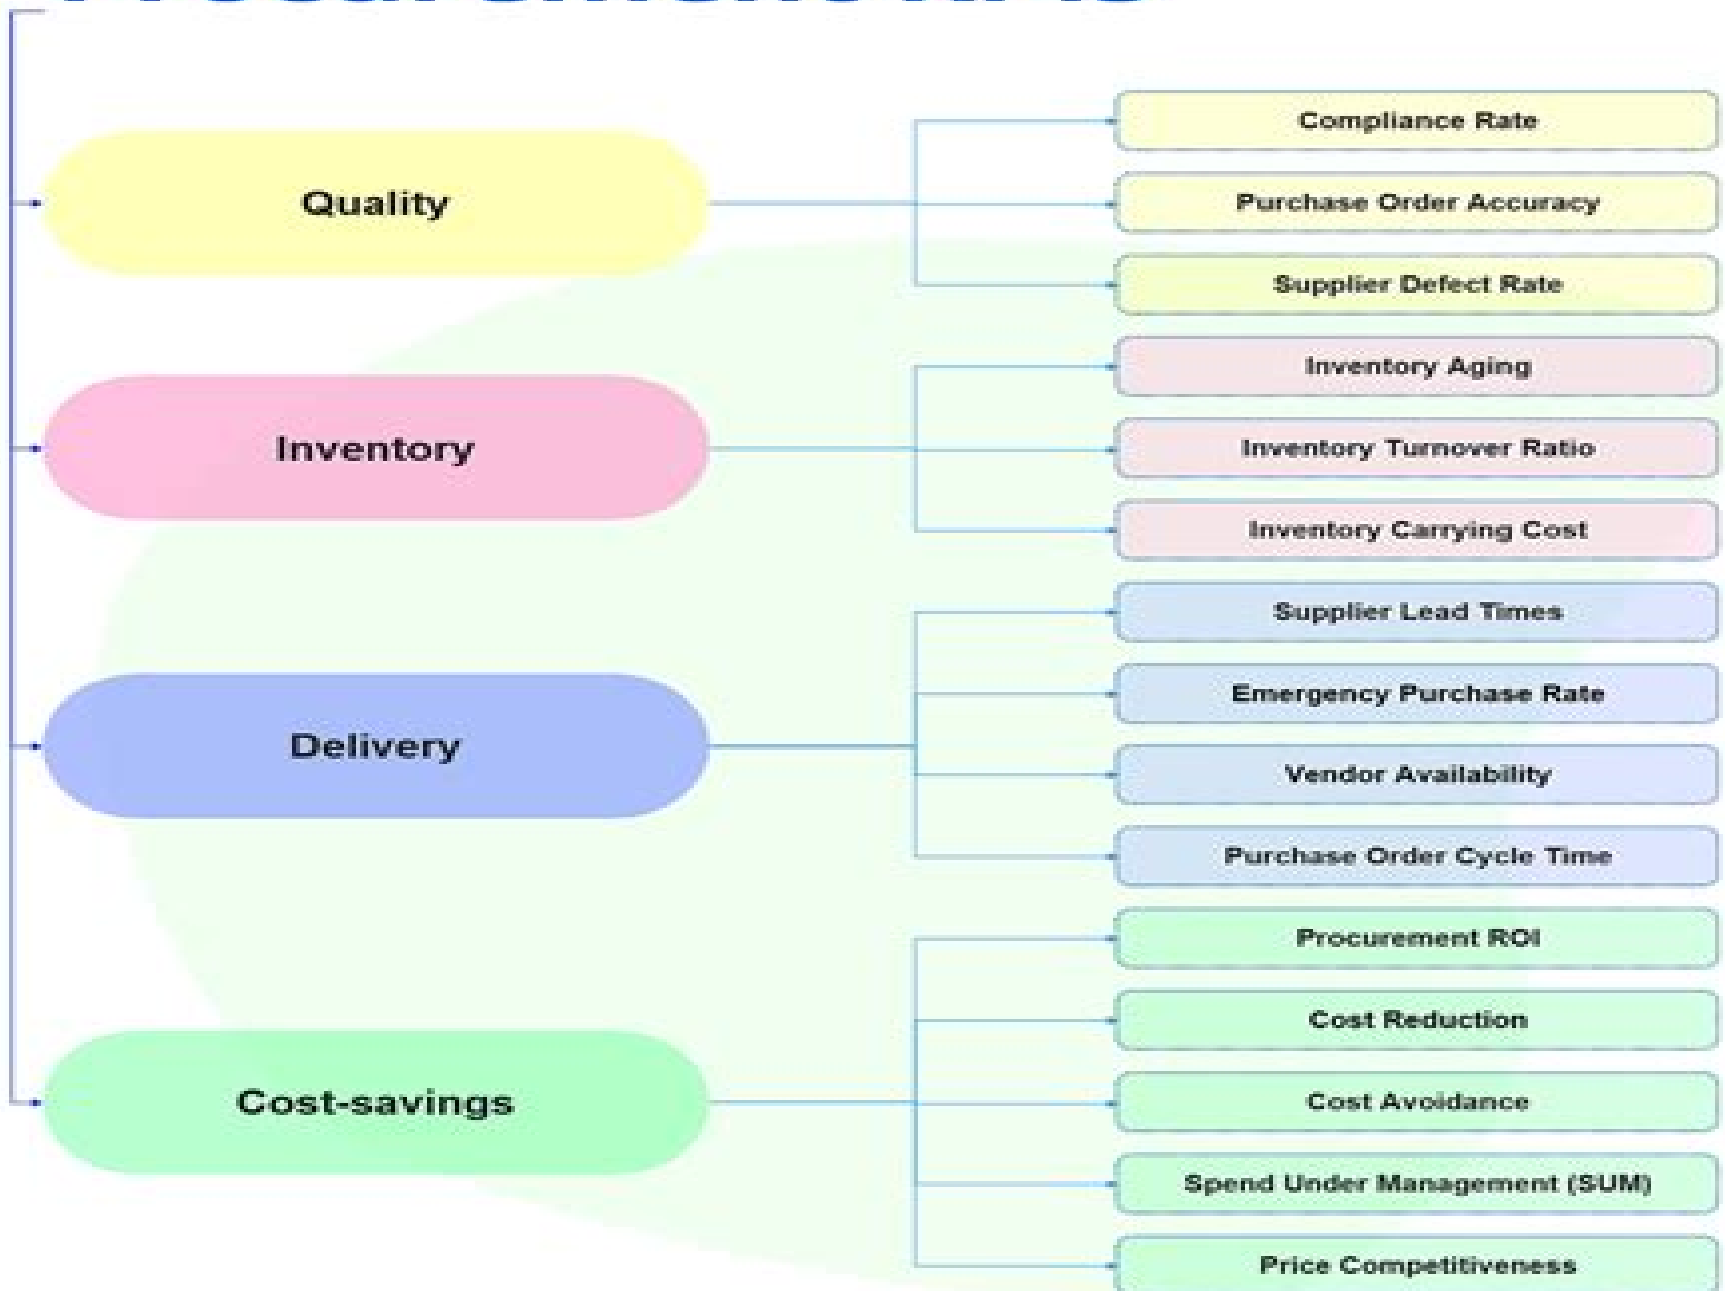 Quality
Compliance Rate
Purchase Order Accuracy
Supplier Defect Rate
Inventory
Inventory Aging
Inventory Turnover Ratio
Inventory Carrying Cost
Delivery
Supplier Lead Times
Emergency Purchase Rate
Vendor Availability
Purchase Order Cycle Time
Cost-savings
Procurement ROI
Cost Reduction
Cost Avoidance
Spend Under Management (SUM)
Price Competitiveness